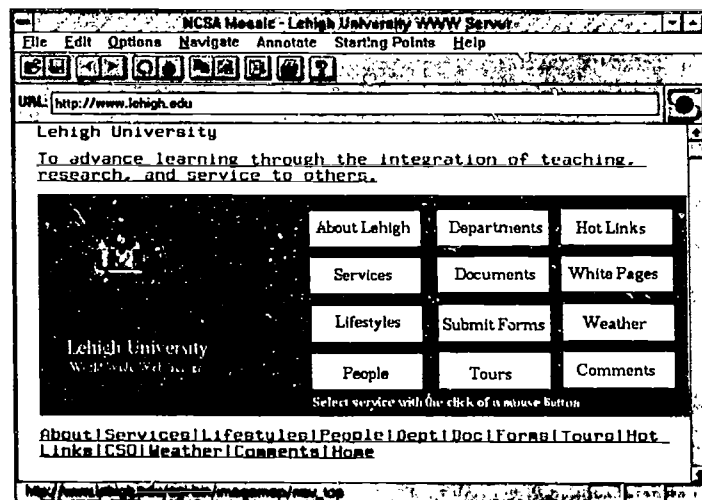 NCSA Mosaic - Lehigh University WWW Server
File Edit Options Navigate Annotate Starting Points Help
URL: http://www.lehigh.edu
Lehigh University
To advance learning through the integration of teaching,
research, and service to others.
About Lehigh Departments Hot Links
Services Documents White Pages
Lifestyles Submit Forms Weather
People Tours Comments
Lehigh University
Select service with the click of a mouse button
About|Services|Lifestyles|People|Dept|Doc|Forms|Tours|Hot
Links|CSO|Weather|Comments|Home